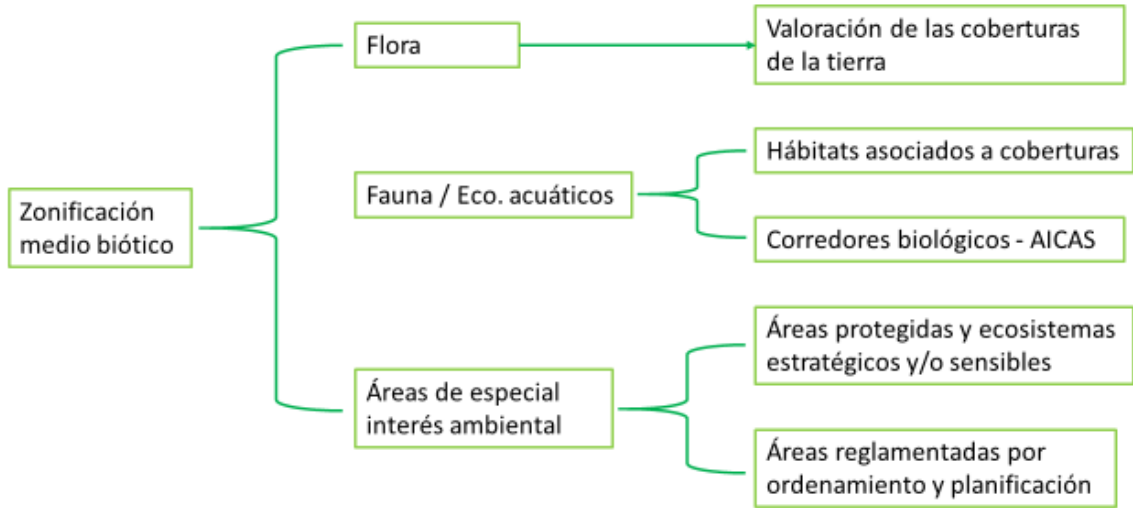 Zonificación
medio biótico
Flora
Valoración de las coberturas
de la tierra
Fauna / Eco. acuáticos
Hábitats asociados a coberturas
Corredores biológicos - AICAS
Áreas de especial
interés ambiental
Áreas protegidas y ecosistemas
estratégicos y/o sensibles
Áreas reglamentadas por
ordenamiento y planificación